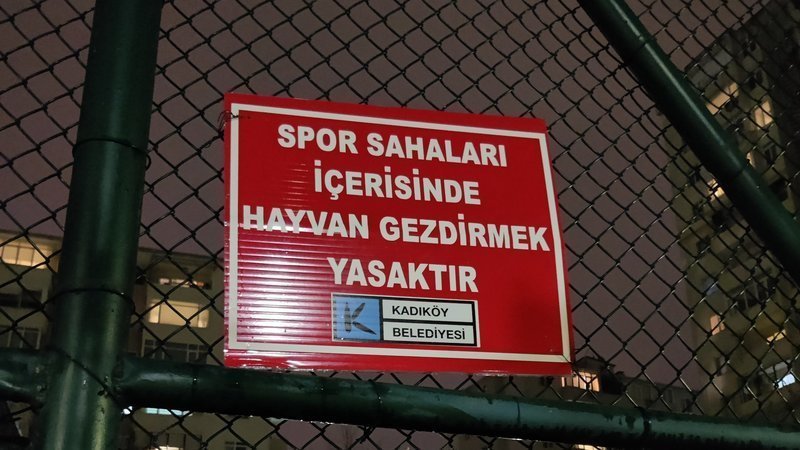 SPOR SAHALARI
İÇERİSİNDE
HAYVAN GEZDİRMEK
YASAKTIR
K
KADIKÖY
BELEDİYESİ